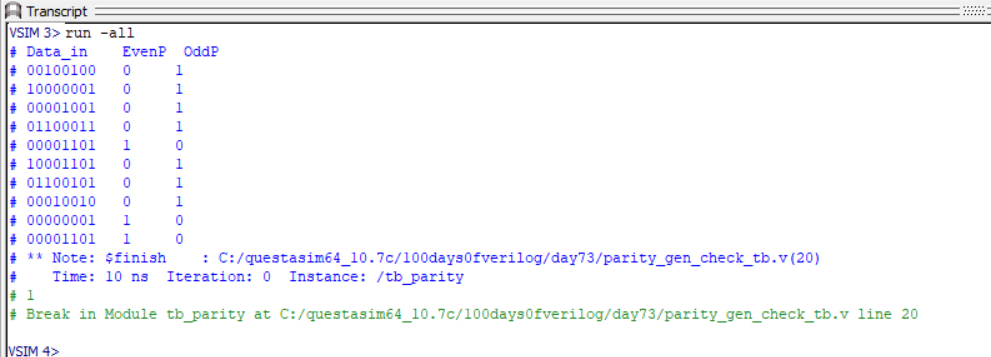 Transcript
VSIM 3> run -all
# Data_in    EvenP  OddP
# 00100100   0      1
# 10000001   0      1
# 00001001   0      1
# 01100011   0      1
# 00001101   1      0
# 10001101   0      1
# 01100101   0      1
# 00010010   0      1
# 00000001   1      0
# 00001101   1      0
# ** Note: $finish    : C:/questasim64_10.7c/100days0fverilog/day73/parity_gen_check_tb.v(20)
#    Time: 10 ns  Iteration: 0  Instance: /tb_parity
# 1
# Break in Module tb_parity at C:/questasim64_10.7c/100days0fverilog/day73/parity_gen_check_tb.v line 20
VSIM 4>